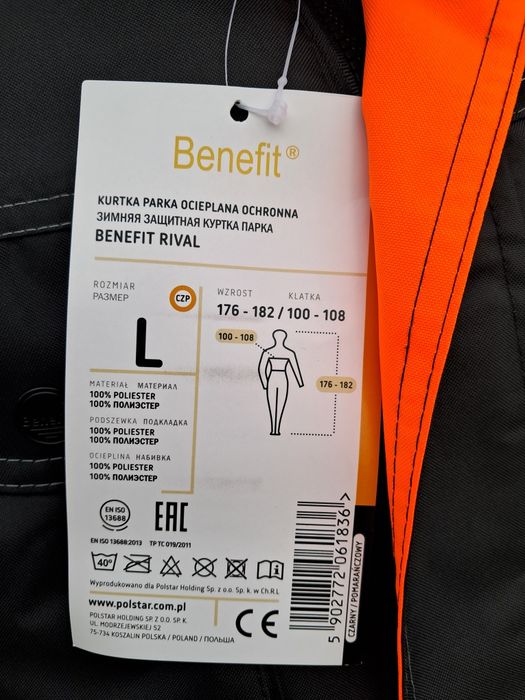 Benefit®
KURTKA PARKA OCIEPLANA OCHRONNA
ЗИМНЯЯ ЗАЩИТНАЯ КУРТКА ПАРКА
BENEFIT RIVAL
ROZMIAR
РАЗМЕР
CZP
L
WZROST KLATKA
176 - 182 / 100 - 108
100 - 108
176 - 182
MATERIAŁ МАТЕРИАЛ
100% POLIESTER
100% ПОЛИЭСТЕР
PODSZEWKA ПОДКЛАДКА
100% POLIESTER
100% ПОЛИЭСТЕР
OCIEPLINA НАБИВКА
100% POLIESTER
100% ПОЛИЭСТЕР
EN ISO
13688
EAC
EN ISO 13688:2013 TP TC 019/2011
40°
Wyprodukowano dla Polstar Holding Sp. z o.o. Sp. k. w Ch.R.L
www.polstar.com.pl
POLSTAR HOLDING SP. Z O.O. SP. K.
UL. MODRZEJEWSKIEJ 52
75-734 KOSZALIN POLSKA / POLAND / ПОЛЬША
CE
5 902772 061836 >
CZARNY / POMARAŃCZOWY